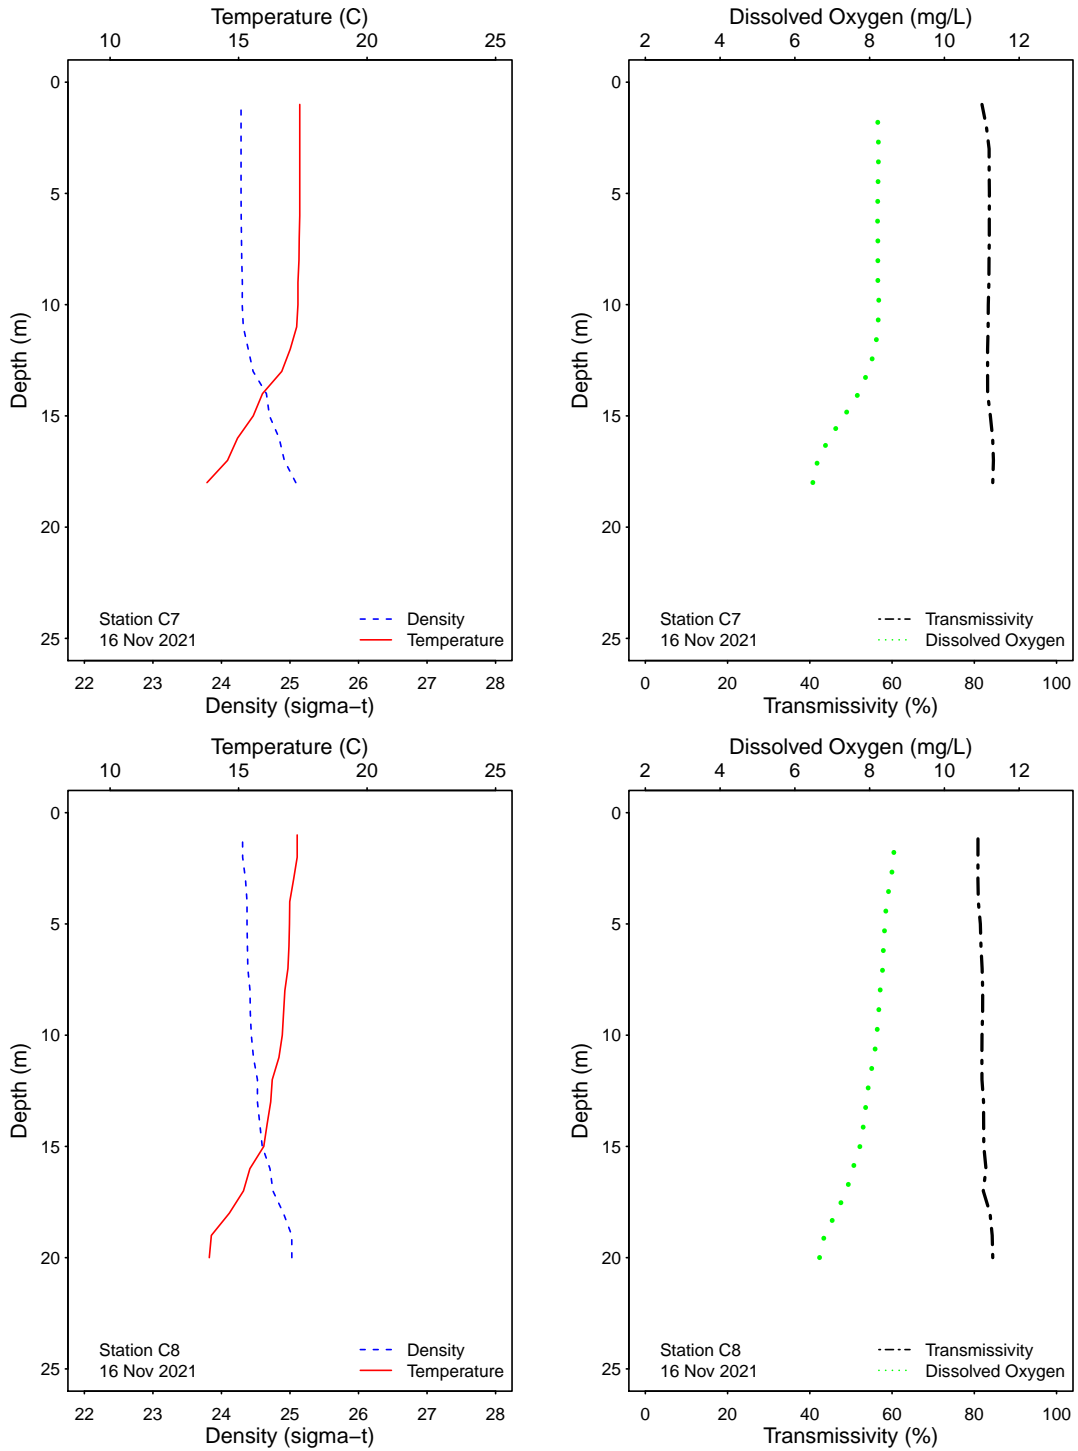 Temperature (C)
10 15 20 25
0
5
10
15
20
25
Depth (m)
Station C7
16 Nov 2021
Density
Temperature
22 23 24 25 26 27 28
Density (sigma−t)
Dissolved Oxygen (mg/L)
2 4 6 8 10 12
0
5
10
15
20
25
Depth (m)
Station C7
16 Nov 2021
Transmissivity
Dissolved Oxygen
0 20 40 60 80 100
Transmissivity (%)
Temperature (C)
10 15 20 25
0
5
10
15
20
25
Depth (m)
Station C8
16 Nov 2021
Density
Temperature
22 23 24 25 26 27 28
Density (sigma−t)
Dissolved Oxygen (mg/L)
2 4 6 8 10 12
0
5
10
15
20
25
Depth (m)
Station C8
16 Nov 2021
Transmissivity
Dissolved Oxygen
0 20 40 60 80 100
Transmissivity (%)